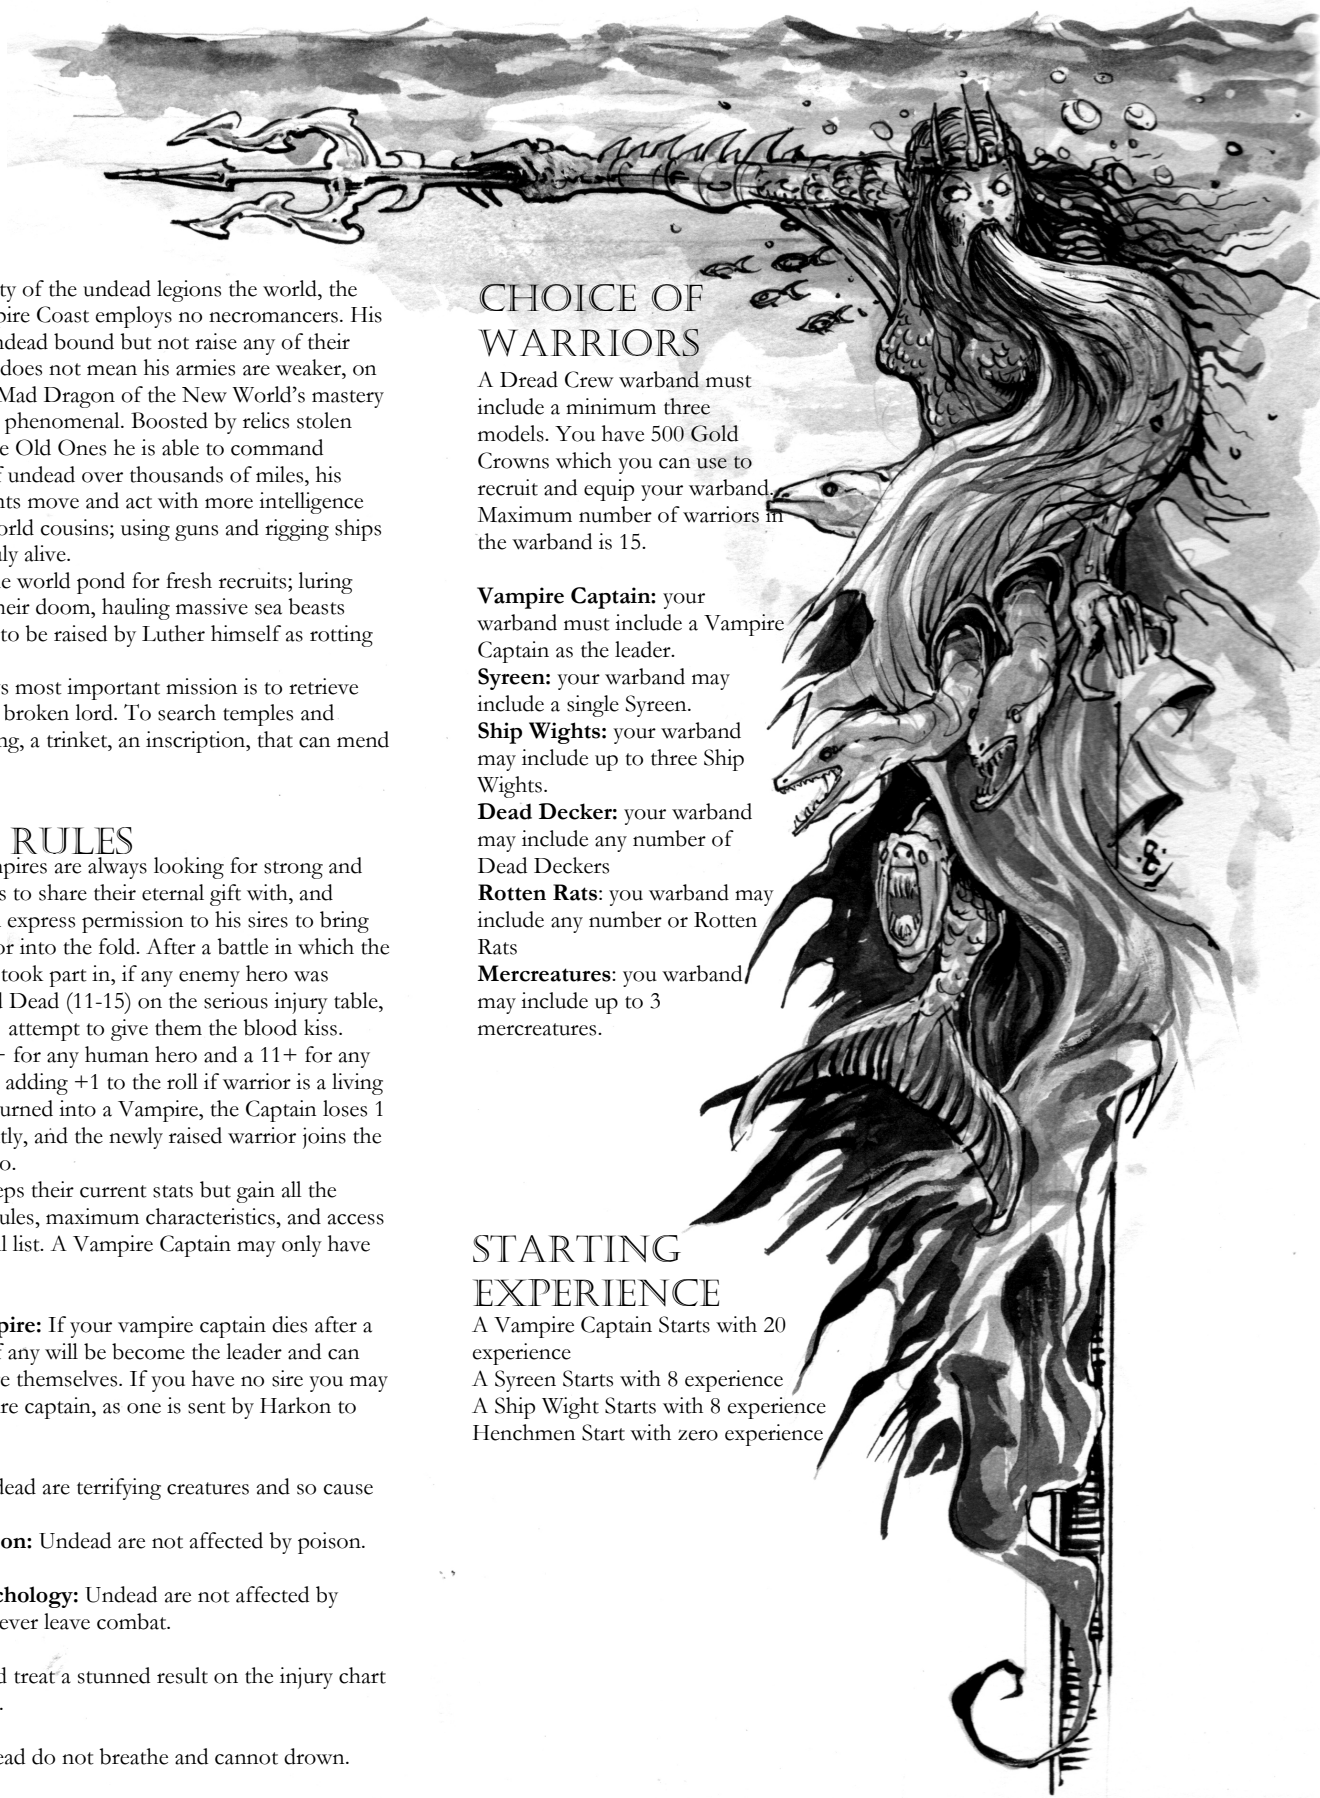 ty of the undead legions the world, the
pire Coast employs no necromancers. His
ndead bound but not raise any of their
does not mean his armies are weaker, on
Mad Dragon of the New World's mastery
phenomenal. Boosted by relics stolen
e Old Ones he is able to command
f undead over thousands of miles, his
nts move and act with more intelligence
orld cousins; using guns and rigging ships
ly alive.
e world pond for fresh recruits; luring
heir doom, hauling massive sea beasts
to be raised by Luther himself as rotting
s most important mission is to retrieve
broken lord. To search temples and
ng, a trinket, an inscription, that can mend
RULES
mpires are always looking for strong and
s to share their eternal gift with, and
express permission to his sires to bring
or into the fold. After a battle in which the
took part in, if any enemy hero was
d Dead (11-15) on the serious injury table,
attempt to give them the blood kiss.
+ for any human hero and a 11+ for any
adding +1 to the roll if warrior is a living
urned into a Vampire, the Captain loses 1
tly, and the newly raised warrior joins the
o.
eps their current stats but gain all the
ules, maximum characteristics, and access
l list. A Vampire Captain may only have
pire: If your vampire captain dies after a
f any will be become the leader and can
e themselves. If you have no sire you may
re captain, as one is sent by Harkon to
dead are terrifying creatures and so cause
on: Undead are not affected by poison.
chology: Undead are not affected by
ever leave combat.
d treat a stunned result on the injury chart
.
ead do not breathe and cannot drown.
CHOICE OF
WARRIORS
A Dread Crew warband must
include a minimum three
models. You have 500 Gold
Crowns which you can use to
recruit and equip your warband.
Maximum number of warriors in
the warband is 15.
Vampire Captain: your
warband must include a Vampire
Captain as the leader.
Syreen: your warband may
include a single Syreen.
Ship Wights: your warband
may include up to three Ship
Wights.
Dead Decker: your warband
may include any number of
Dead Deckers
Rotten Rats: you warband may
include any number or Rotten
Rats
Mercreatures: you warband
may include up to 3
mercreatures.
STARTING
EXPERIENCE
A Vampire Captain Starts with 20
experience
A Syreen Starts with 8 experience
A Ship Wight Starts with 8 experience
Henchmen Start with zero experience